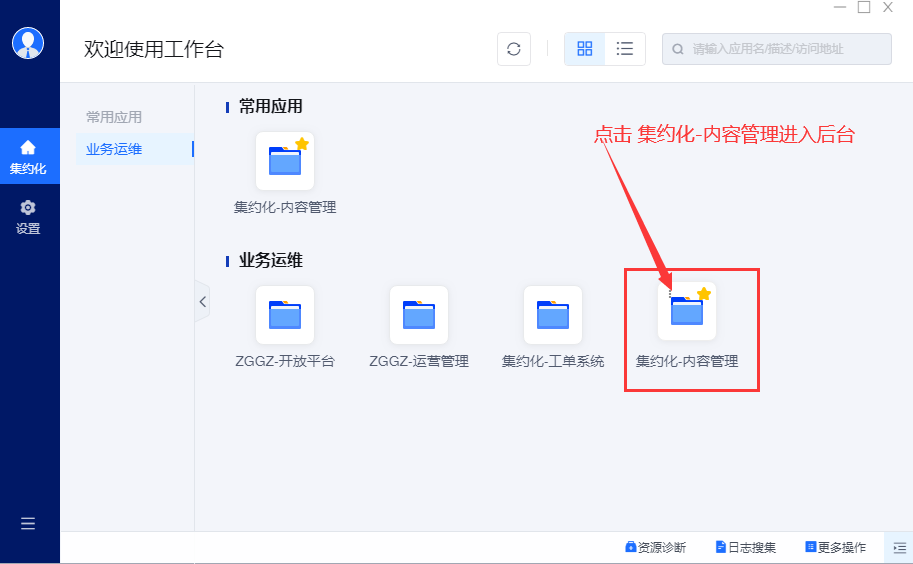 欢迎使用工作台
请输入应用名/描述/访问地址
集约化
设置
常用应用
业务运维
常用应用
集约化-内容管理
点击 集约化-内容管理进入后台
业务运维
ZGGZ-开放平台
ZGGZ-运营管理
集约化-工单系统
集约化-内容管理
资源诊断
日志搜集
更多操作